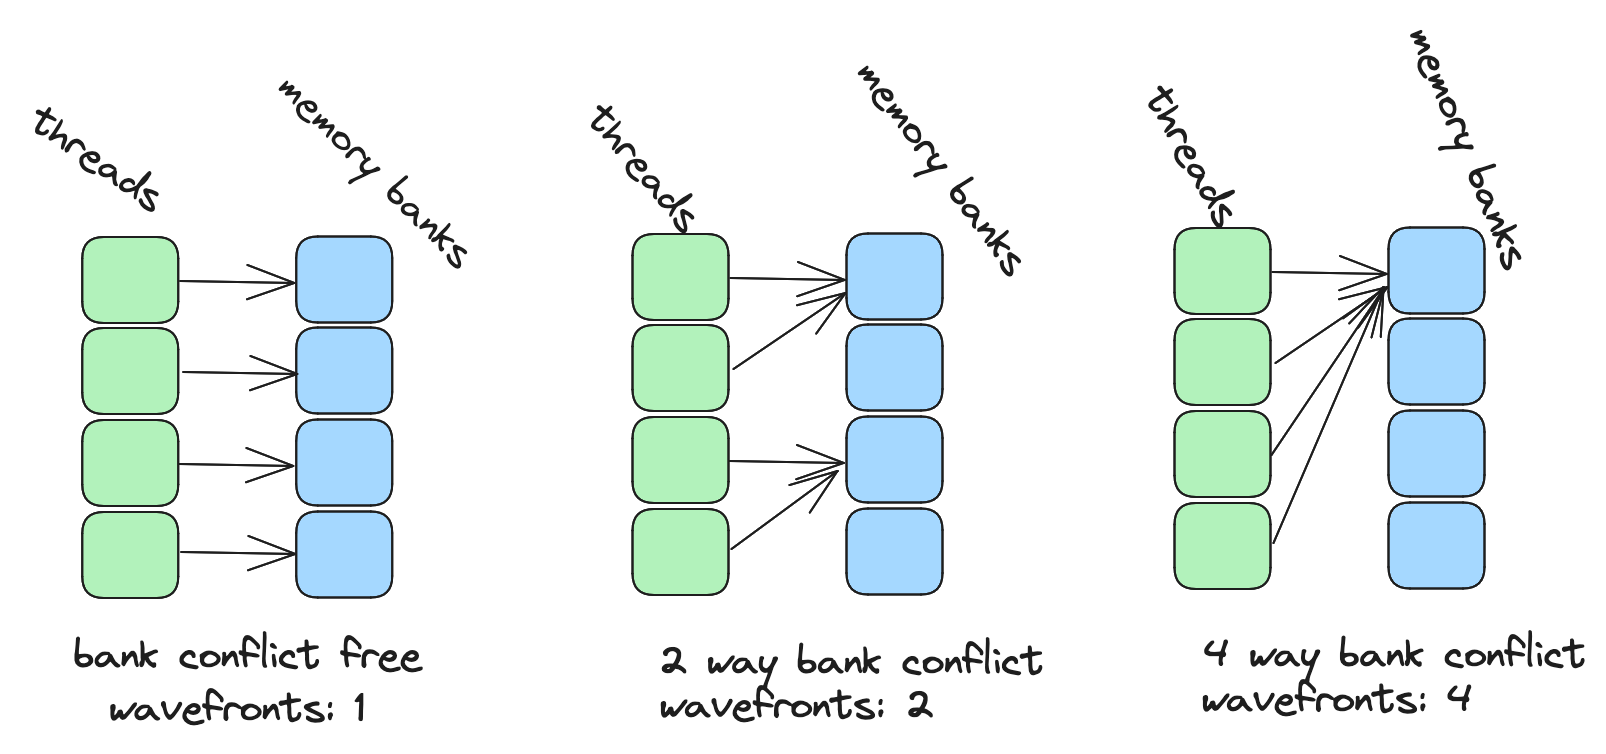 threads
memory banks
bank conflict free
wavefronts: 1
threads
memory banks
2 way bank conflict
wavefronts: 2
threads
memory banks
4 way bank conflict
wavefronts: 4